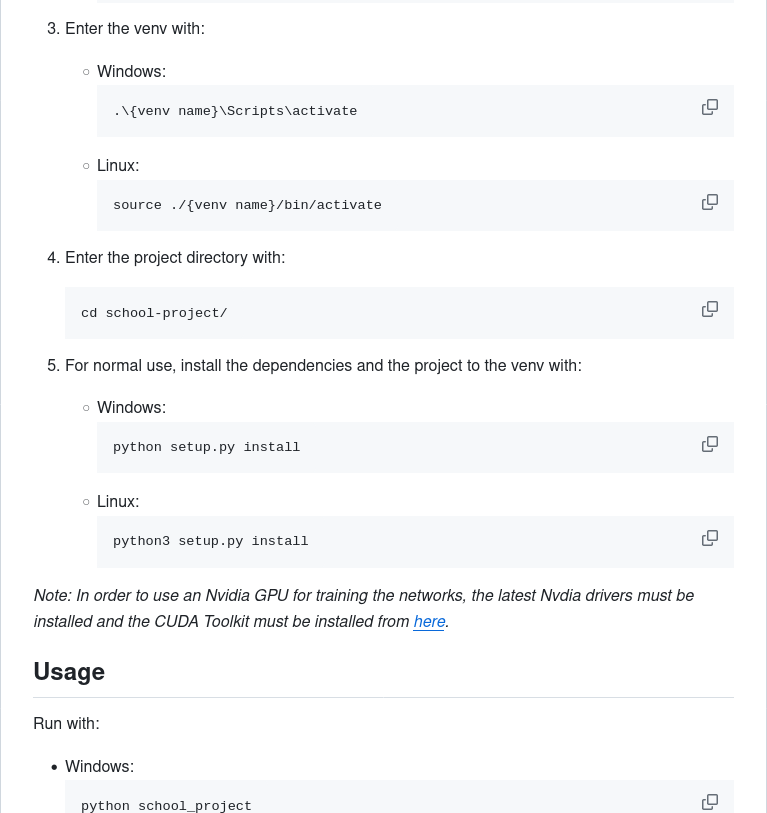 3. Enter the venv with:
○ Windows:
.\{venv name}\Scripts\activate
○ Linux:
source ./{venv name}/bin/activate
4. Enter the project directory with:
cd school-project/
5. For normal use, install the dependencies and the project to the venv with:
○ Windows:
python setup.py install
○ Linux:
python3 setup.py install
Note: In order to use an Nvidia GPU for training the networks, the latest Nvdia drivers must be
installed and the CUDA Toolkit must be installed from here.
Usage
Run with:
• Windows:
python school_project